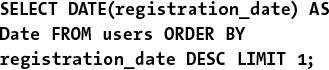 SELECT DATE(registration_date) AS
Date FROM users ORDER BY
registration_date DESC LIMIT 1;